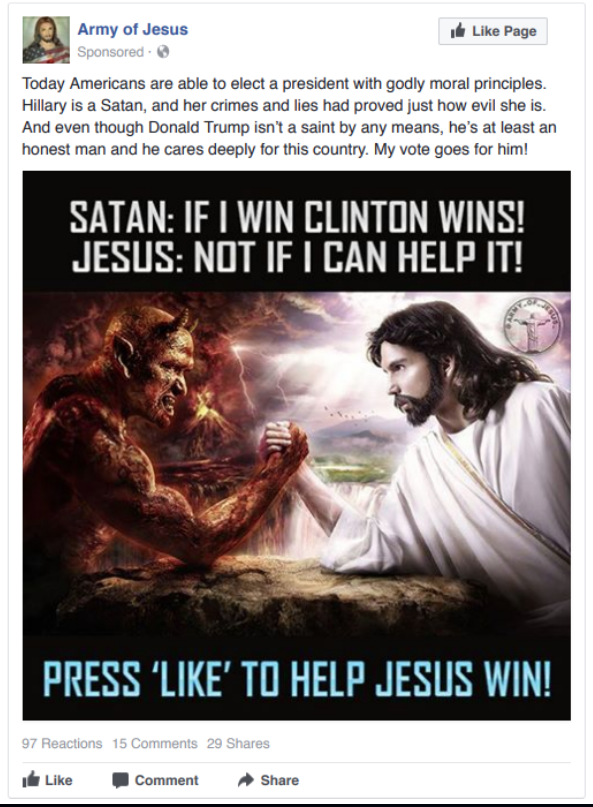 Army of Jesus
Like Page
Sponsored ·
Today Americans are able to elect a president with godly moral principles.
Hillary is a Satan, and her crimes and lies had proved just how evil she is.
And even though Donald Trump isn't a saint by any means, he's at least an
honest man and he cares deeply for this country. My vote goes for him!
SATAN: IF I WIN CLINTON WINS!
JESUS: NOT IF I CAN HELP IT!
ARMY OF JESUS
PRESS 'LIKE' TO HELP JESUS WIN!
97 Reactions 15 Comments 29 Shares
Like Comment Share